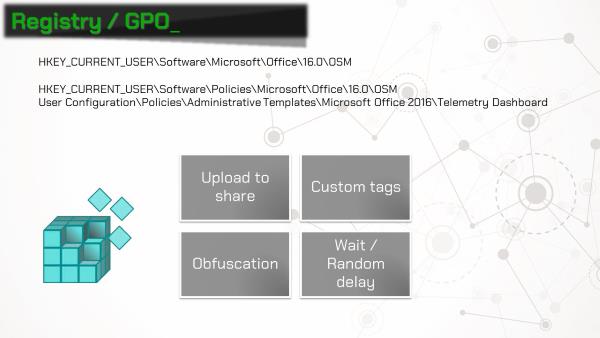 Registry / GPO_
HKEY_CURRENT_USER\Software\Microsoft\Office\16.0\OSM
HKEY_CURRENT_USER\Software\Policies\Microsoft\Office\16.0\OSM
User Configuration\Policies\Administrative Templates\Microsoft Office 2016\Telemetry Dashboard
Upload to
share
Custom tags
Obfuscation
Wait /
Random
delay